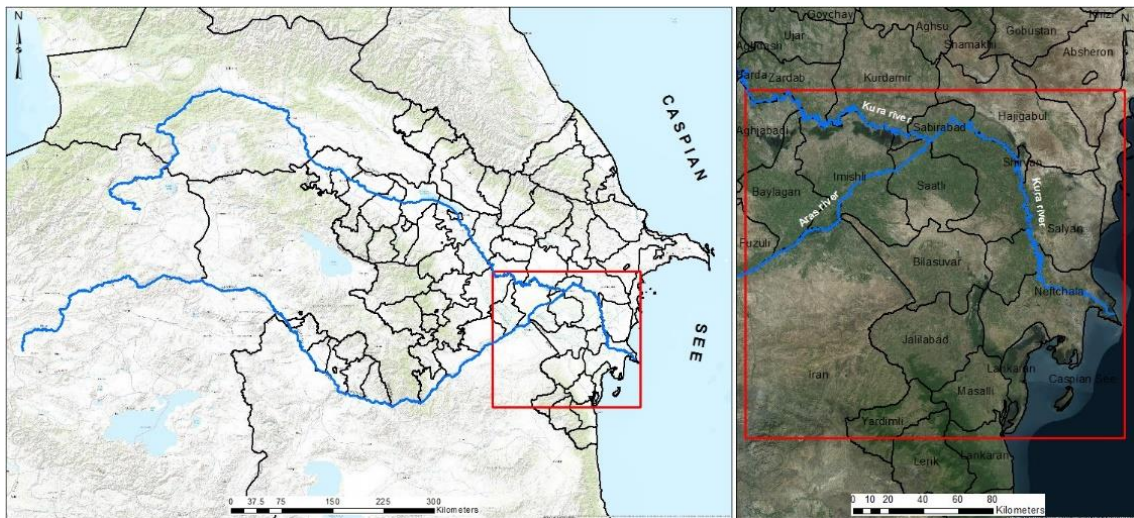 N
CASPIAN
SEE
0 37.5 75 150 225 300
Kilometers
Goychay
Aghsu
Khizi
N
Ujar
Shamakhi
Gobustan
Absheron
Barda
Zardab
Kurdamir
Kura river
Sabirabad
Hajigabul
Aghjabadi
Shirvan
Imishli
Saatli
Baylagan
Aras river
Kura river
Salyan
Fuzuli
Bilasuvar
Neftchala
Jalilabad
Iran
Lankaran
Caspian See
Masalli
Yardimli
Lerik
Lankaran
0 10 20 40 60 80
Kilometers